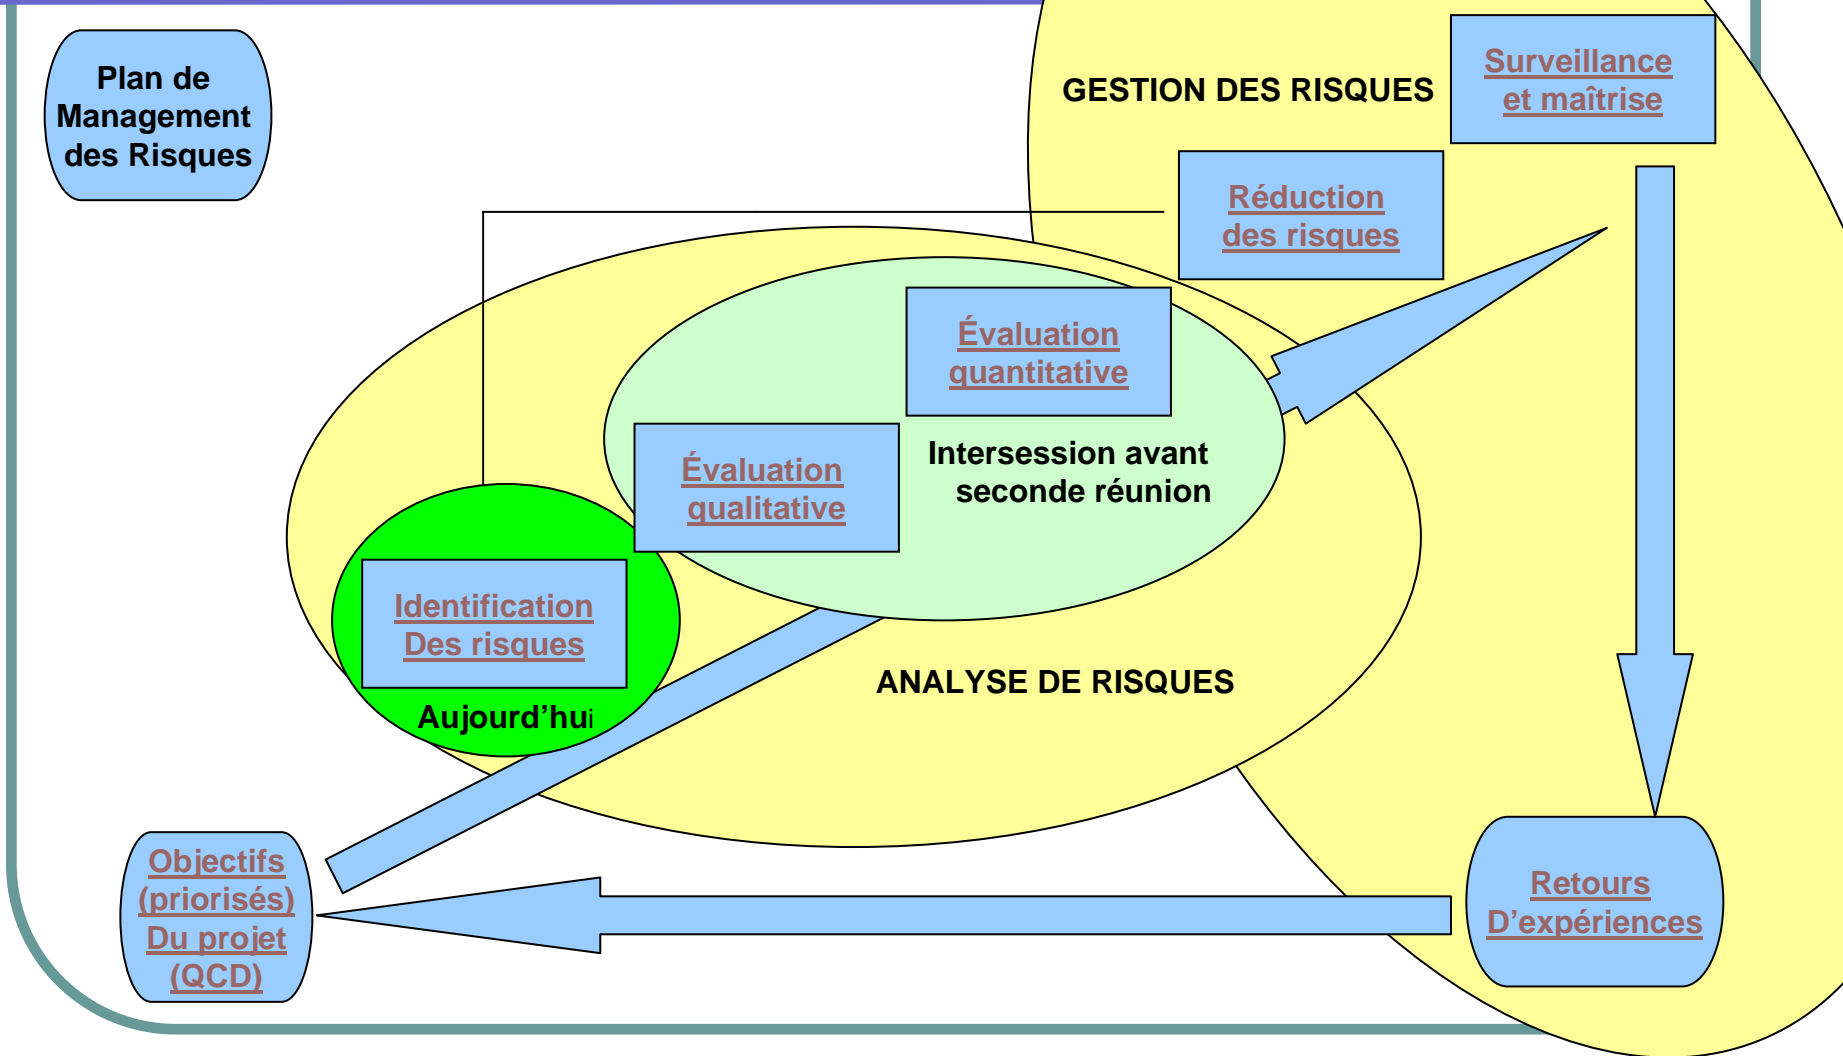 Plan de
Management
des Risques
GESTION DES RISQUES
Surveillance
et maîtrise
Réduction
des risques
Évaluation
quantitative
Intersession avant
seconde réunion
Évaluation
qualitative
Identification
Des risques
Aujourd'hui
ANALYSE DE RISQUES
Objectifs
(priorisés)
Du projet
(QCD)
Retours
D'expériences